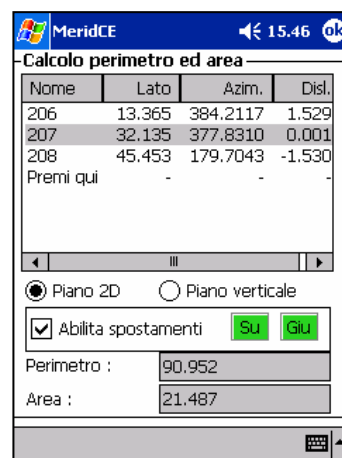 MeridCE 15.46 ok
Calcolo perimetro ed area
Nome Lato Azim. Disl.
206 13.365 384.2117 1.529
207 32.135 377.8310 0.001
208 45.453 179.7043 -1.530
Premi qui - - -
Piano 2D Piano verticale
Abilita spostamenti Su Giu
Perimetro : 90.952
Area : 21.487